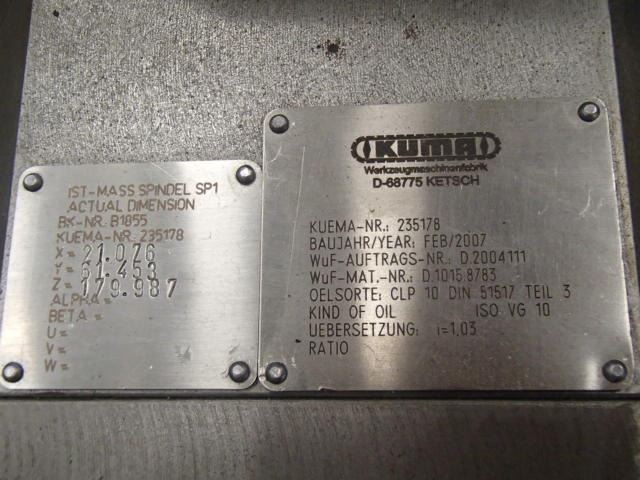 IST-MASS SPINDEL SP1
ACTUAL DIMENSION
BK-NR. B1855
KUEMA-NR. 235178
X= 21.076
Y= 61.453
Z= 179.987
ALPHA=
BETA=
U=
V=
W=
KUMA
Werkzeugmaschinenfabrik
D-68775 KETSCH
KUEMA-NR.: 235178
BAUJAHR/YEAR: FEB/2007
WuF-AUFTRAGS-NR: D.2004111
WuF-MAT.-NR.: D.1015.8783
OELSORTE: CLP 10 DIN 51517 TEIL 3
KIND OF OIL ISO VG 10
UEBERSETZUNG: i=1,03
RATIO